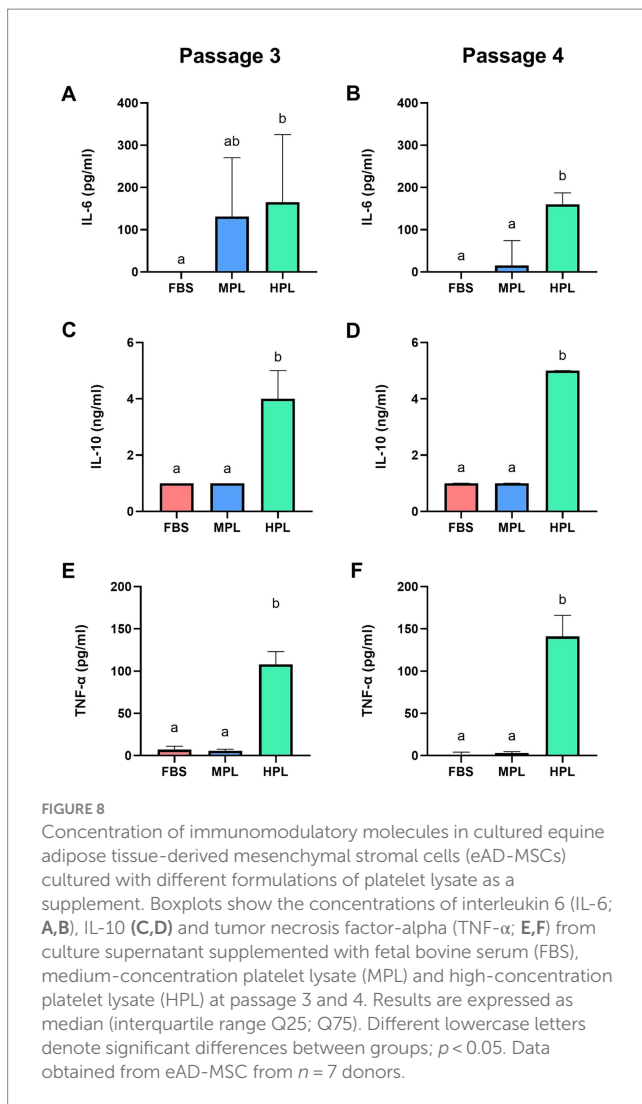 Passage 3
Passage 4
A
IL-6 (pg/ml)
400
300
200
100
0
a
ab
b
FBS
MPL
HPL
B
IL-6 (pg/ml)
400
300
200
100
0
a
a
b
FBS
MPL
HPL
C
IL-10 (ng/ml)
6
4
2
0
a
a
b
FBS
MPL
HPL
D
IL-10 (ng/ml)
6
4
2
0
a
a
b
FBS
MPL
HPL
E
TNF-α (pg/ml)
200
150
100
50
0
a
a
b
FBS
MPL
HPL
F
TNF-α (pg/ml)
200
150
100
50
0
a
a
b
FBS
MPL
HPL
FIGURE 8
Concentration of immunomodulatory molecules in cultured equine
adipose tissue-derived mesenchymal stromal cells (eAD-MSCs)
cultured with different formulations of platelet lysate as a
supplement. Boxplots show the concentrations of interleukin 6 (IL-6;
A,B), IL-10 (C,D) and tumor necrosis factor-alpha (TNF-α; E,F) from
culture supernatant supplemented with fetal bovine serum (FBS),
medium-concentration platelet lysate (MPL) and high-concentration
platelet lysate (HPL) at passage 3 and 4. Results are expressed as
median (interquartile range Q25; Q75). Different lowercase letters
denote significant differences between groups; p < 0.05. Data
obtained from eAD-MSC from n = 7 donors.